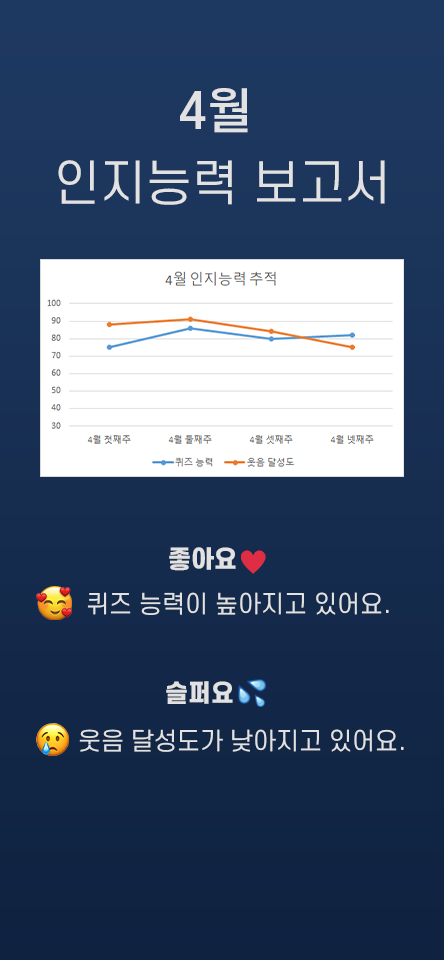 4월
인지능력 보고서
4월 인지능력 추적
100
90
80
70
60
50
40
30
4월 첫째주 4월 둘째주 4월 셋째주 4월 넷째주
퀴즈 능력 웃음 달성도
좋아요
퀴즈 능력이 높아지고 있어요.
슬퍼요
웃음 달성도가 낮아지고 있어요.